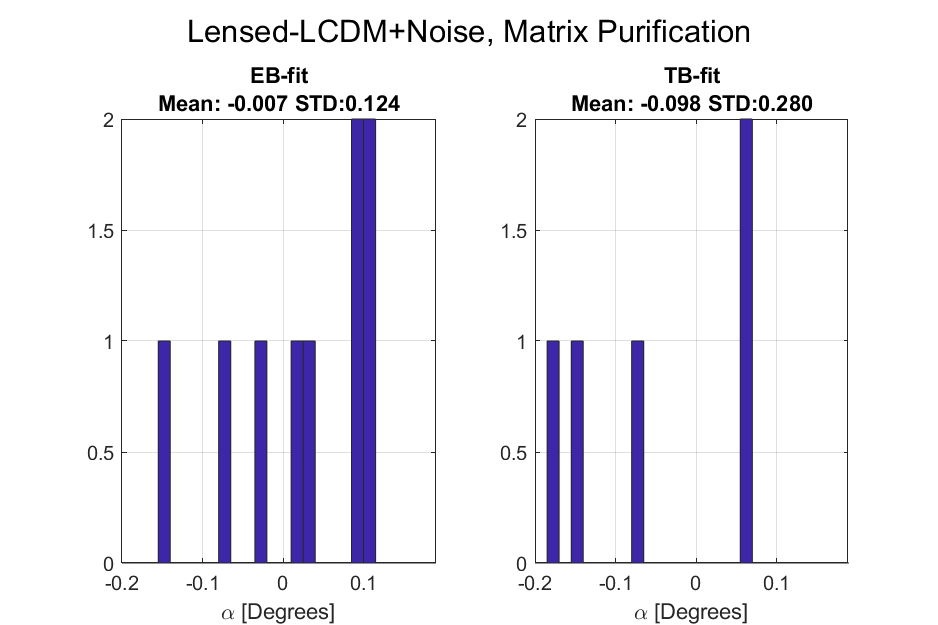 Lensed-LCDM+Noise, Matrix Purification
EB-fit
Mean: -0.007 STD:0.124
2
1.5
1
0.5
0
-0.2
-0.1
0
0.1
α [Degrees]
TB-fit
Mean: -0.098 STD:0.280
2
1.5
1
0.5
0
-0.2
-0.1
0
0.1
α [Degrees]